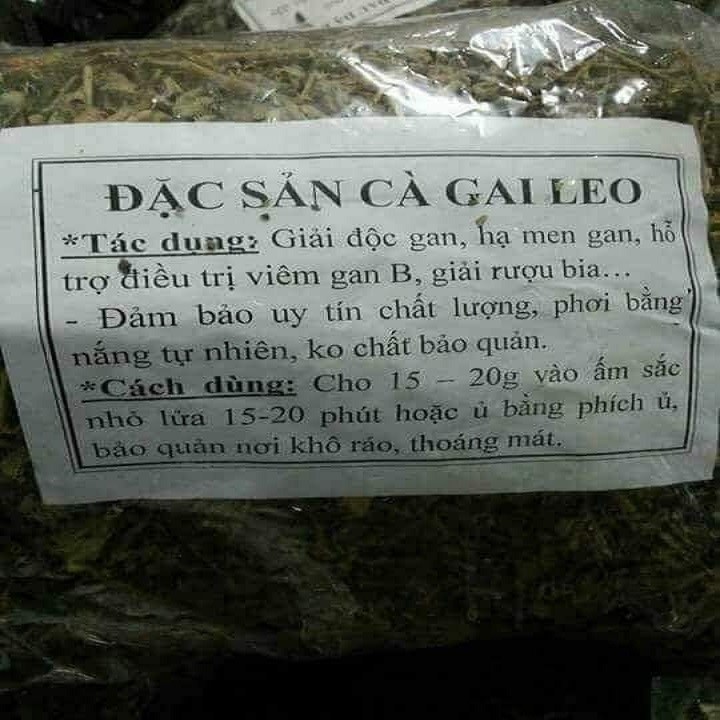 ĐẶC SẢN CÀ GAI LEO
*Tác dụng: Giải độc gan, hạ men gan, hỗ
trợ điều trị viêm gan B, giải rượu bia...
- Đảm bảo uy tín chất lượng, phơi bằng
nắng tự nhiên, ko chất bảo quản.
*Cách dùng: Cho 15 – 20g vào ấm sắc
nhỏ lửa 15-20 phút hoặc ủ bằng phích ủ,
bảo quản nơi khô ráo, thoáng mát.